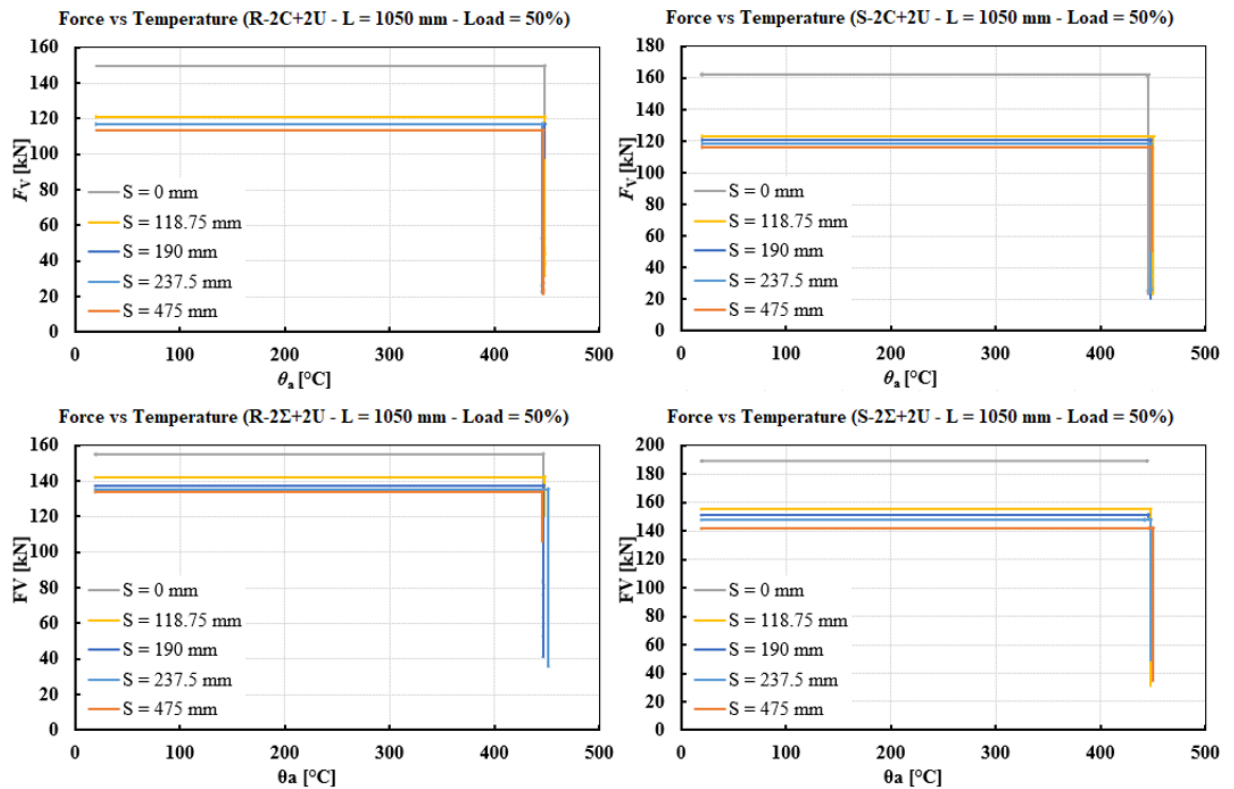 Force vs Temperature (R-2C+2U - L = 1050 mm - Load = 50%)
160
140
120
100
80
60
40
20
0
F_V [kN]
S = 0 mm
S = 118.75 mm
S = 190 mm
S = 237.5 mm
S = 475 mm
0 100 200 300 400 500
θ_a [°C]
Force vs Temperature (S-2C+2U - L = 1050 mm - Load = 50%)
180
160
140
120
100
80
60
40
20
0
F_V [kN]
S = 0 mm
S = 118.75 mm
S = 190 mm
S = 237.5 mm
S = 475 mm
0 100 200 300 400 500
θ_a [°C]
Force vs Temperature (R-2Σ+2U - L = 1050 mm - Load = 50%)
160
140
120
100
80
60
40
20
0
FV [kN]
S = 0 mm
S = 118.75 mm
S = 190 mm
S = 237.5 mm
S = 475 mm
0 100 200 300 400 500
θa [°C]
Force vs Temperature (S-2Σ+2U - L = 1050 mm - Load = 50%)
200
180
160
140
120
100
80
60
40
20
0
FV [kN]
S = 0 mm
S = 118.75 mm
S = 190 mm
S = 237.5 mm
S = 475 mm
0 100 200 300 400 500
θa [°C]